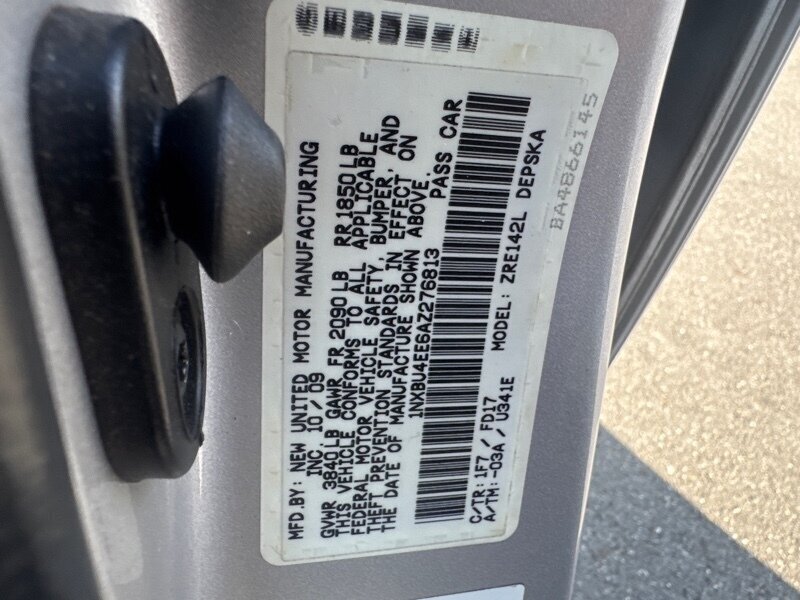 MFD.BY: NEW UNITED MOTOR MANUFACTURING
INC. 10/09
GVWR 3840LB GAWR FR 2090LB RR1850LB
THIS VEHICLE CONFORMS TO ALL APPLICABLE
FEDERAL MOTOR VEHICLE SAFETY, BUMPER, AND
THEFT PREVENTION STANDARDS IN EFFECT ON
THE DATE OF MANUFACTURE SHOWN ABOVE.
1NXBU4EE6AZ276813 PASS CAR
C/TR: 1F7 / FD17 MODEL: ZRE142L DEPSKA
A/TM: -03A / U341E
BA4B66145